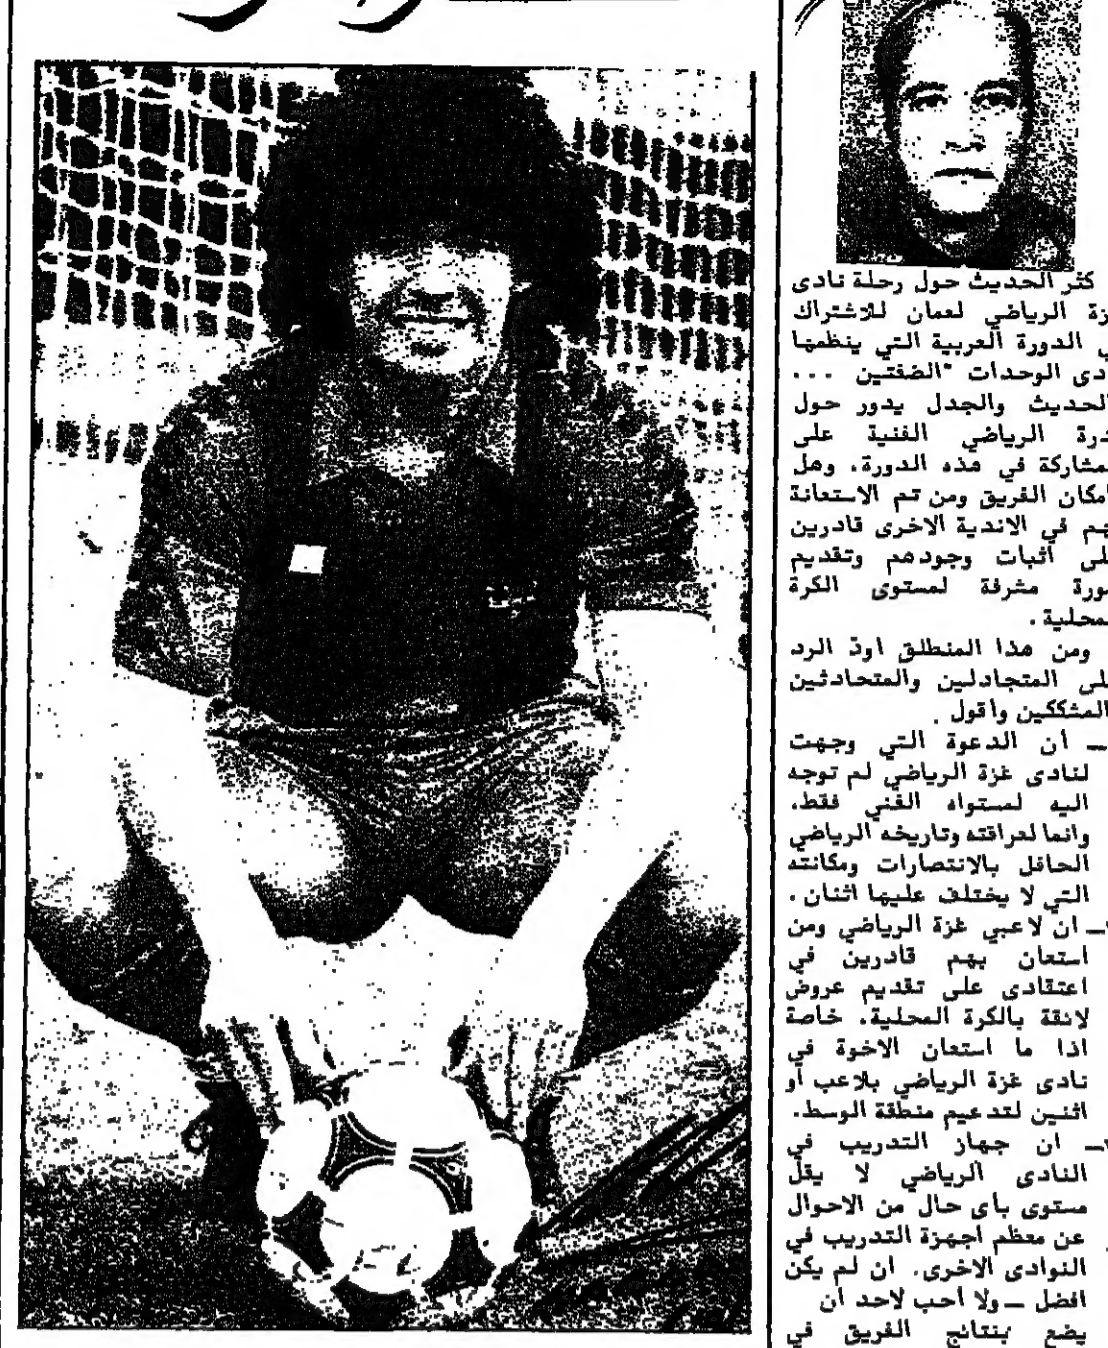 كثر الحديث حول رحلة نادى
زة الرياضي لعمان للاشتراك
ي الدورة العربية التي ينظمها
ادى الوحدات "الضفتين ...
الحديث والجدل يدور حول
درة الرياضي الفنية على
لمشاركة في هذه الدورة، وهل
امكان الفريق ومن تم الاستعانة
هم في الاندية الاخرى قادرين
لى اثبات وجودهم وتقديم
ورة مشرفة لمستوى الكرة
لمحلية .
ومن هذا المنطلق اودّ الرد
لى المتجادلين والمتحادثين
المشككين وأقول .
ـ أن الدعوة التي وجهت
لنادى غزة الرياضي لم توجه
اليه لمستواه الفني فقط،
وانما لعراقته وتاريخه الرياضي
الحافل بالانتصارات ومكانته
التي لا يختلف عليها اثنان .
ـ ان لاعبي غزة الرياضي ومن
استعان بهم قادرين في
اعتقادى على تقديم عروض
لائقة بالكرة المحلية، خاصة
اذا ما استعان الاخوة في
نادى غزة الرياضي بلاعب أو
اثنين لتدعيم منطقة الوسط.
ـ ان جهاز التدريب في
النادى الرياضي لا يقل
مستوى بأى حال من الاحوال
عن معظم اجهزة التدريب في
النوادى الاخرى، ان لم يكن
افضل ـ ولا أحب لاحد ان
يضع بنتائج الفريق في